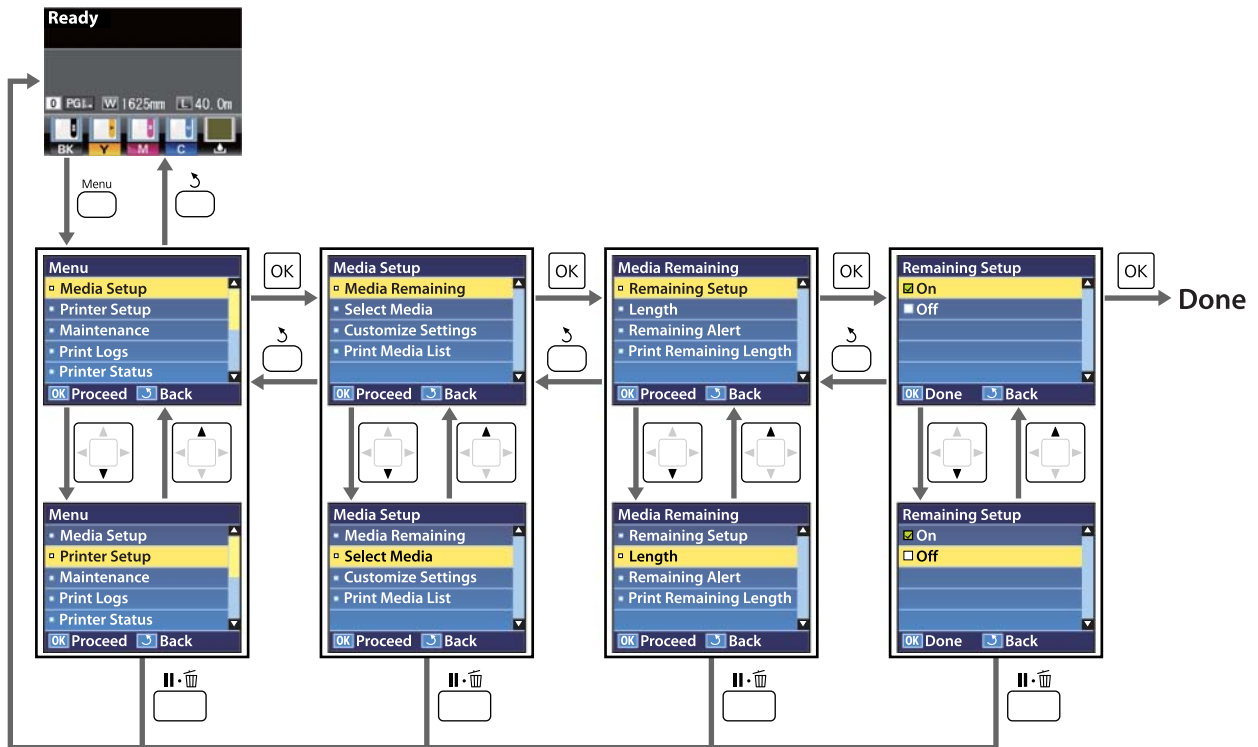 Ready
0 PG W 1625mm L 40.0m
BK Y M C
Menu
Menu
Media Setup
Printer Setup
Maintenance
Print Logs
Printer Status
OK Proceed Back
OK
Media Setup
Media Remaining
Select Media
Customize Settings
Print Media List
OK Proceed Back
OK
Media Remaining
Remaining Setup
Length
Remaining Alert
Print Remaining Length
OK Proceed Back
OK
Remaining Setup
On
Off
OK Done Back
OK
Done
Menu
Media Setup
Printer Setup
Maintenance
Print Logs
Printer Status
OK Proceed Back
Media Setup
Media Remaining
Select Media
Customize Settings
Print Media List
OK Proceed Back
Media Remaining
Remaining Setup
Length
Remaining Alert
Print Remaining Length
OK Proceed Back
Remaining Setup
On
Off
OK Done Back